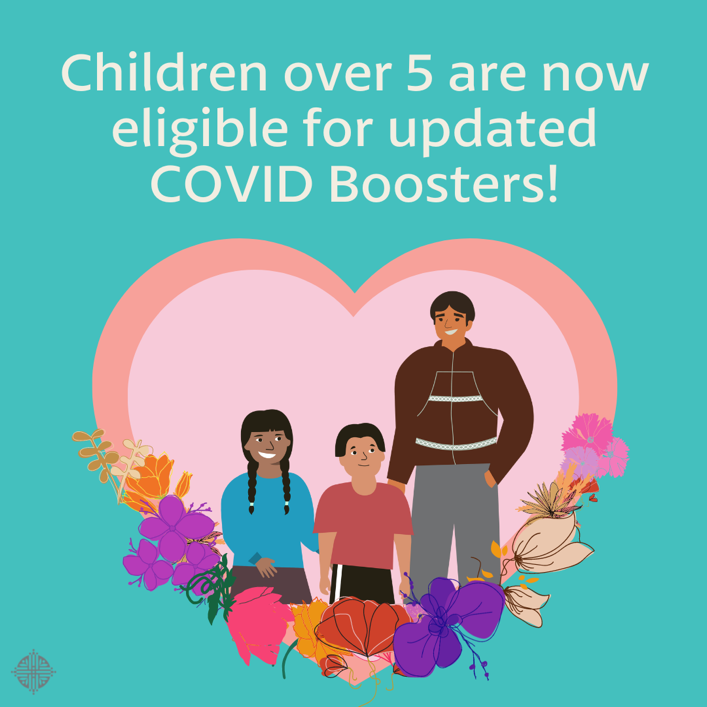 Children over 5 are now
eligible for updated
COVID Boosters!